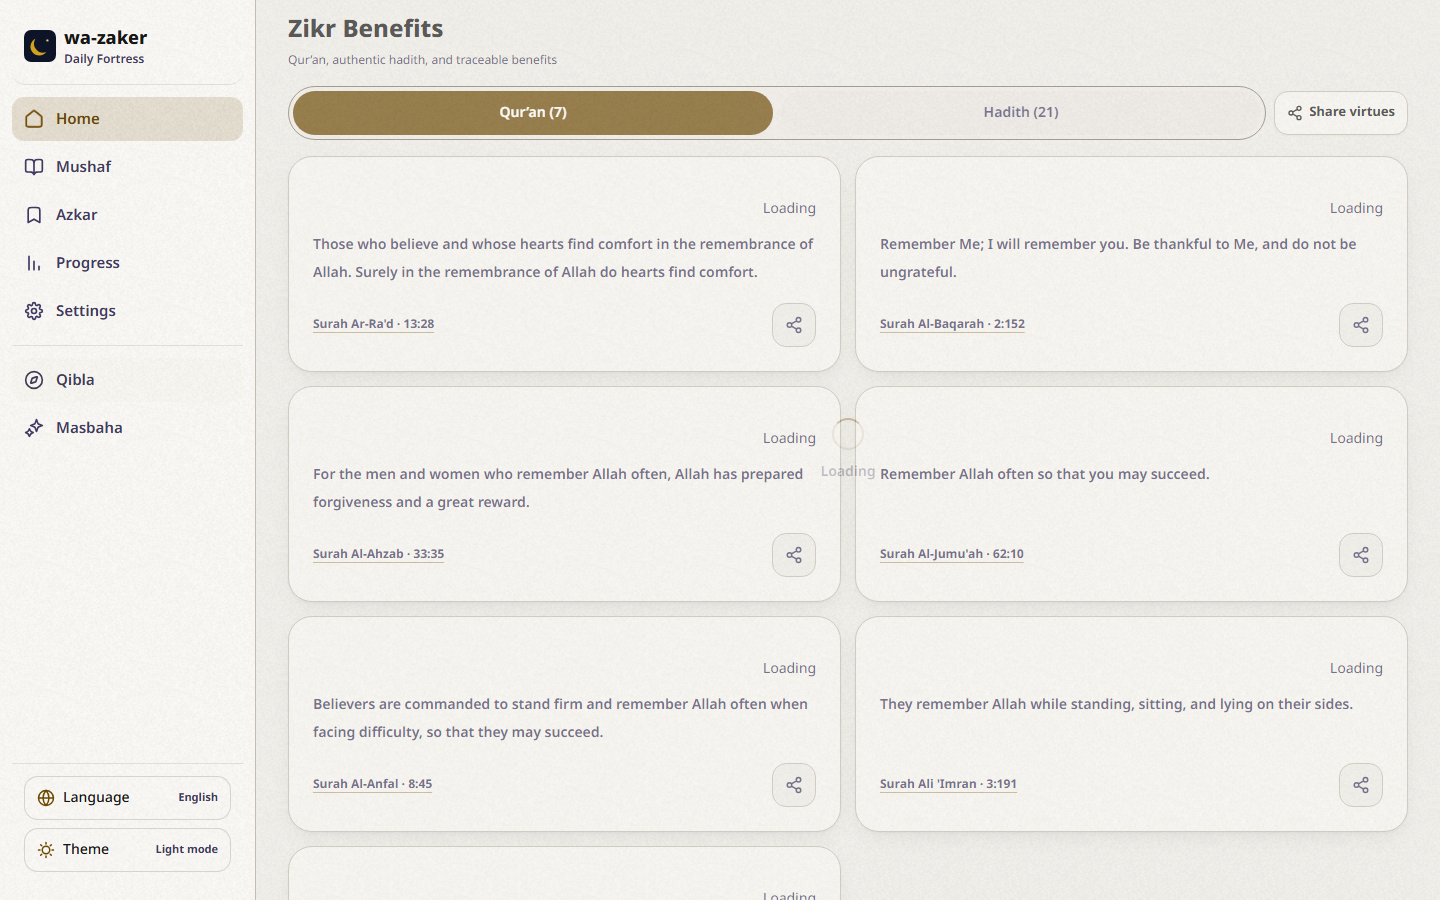 wa-zaker
Daily Fortress
Home
Mushaf
Azkar
Progress
Settings
Qibla
Masbaha
Language English
Theme Light mode
Zikr Benefits
Qur’an, authentic hadith, and traceable benefits
Qur’an (7)
Hadith (21)
Share virtues
Loading
Those who believe and whose hearts find comfort in the remembrance of
Allah. Surely in the remembrance of Allah do hearts find comfort.
Surah Ar-Ra'd · 13:28
Loading
Remember Me; I will remember you. Be thankful to Me, and do not be
ungrateful.
Surah Al-Baqarah · 2:152
Loading
For the men and women who remember Allah often, Allah has prepared
forgiveness and a great reward.
Surah Al-Ahzab · 33:35
Loading
Loading
Remember Allah often so that you may succeed.
Surah Al-Jumu'ah · 62:10
Loading
Believers are commanded to stand firm and remember Allah often when
facing difficulty, so that they may succeed.
Surah Al-Anfal · 8:45
Loading
They remember Allah while standing, sitting, and lying on their sides.
Surah Ali 'Imran · 3:191
Loading